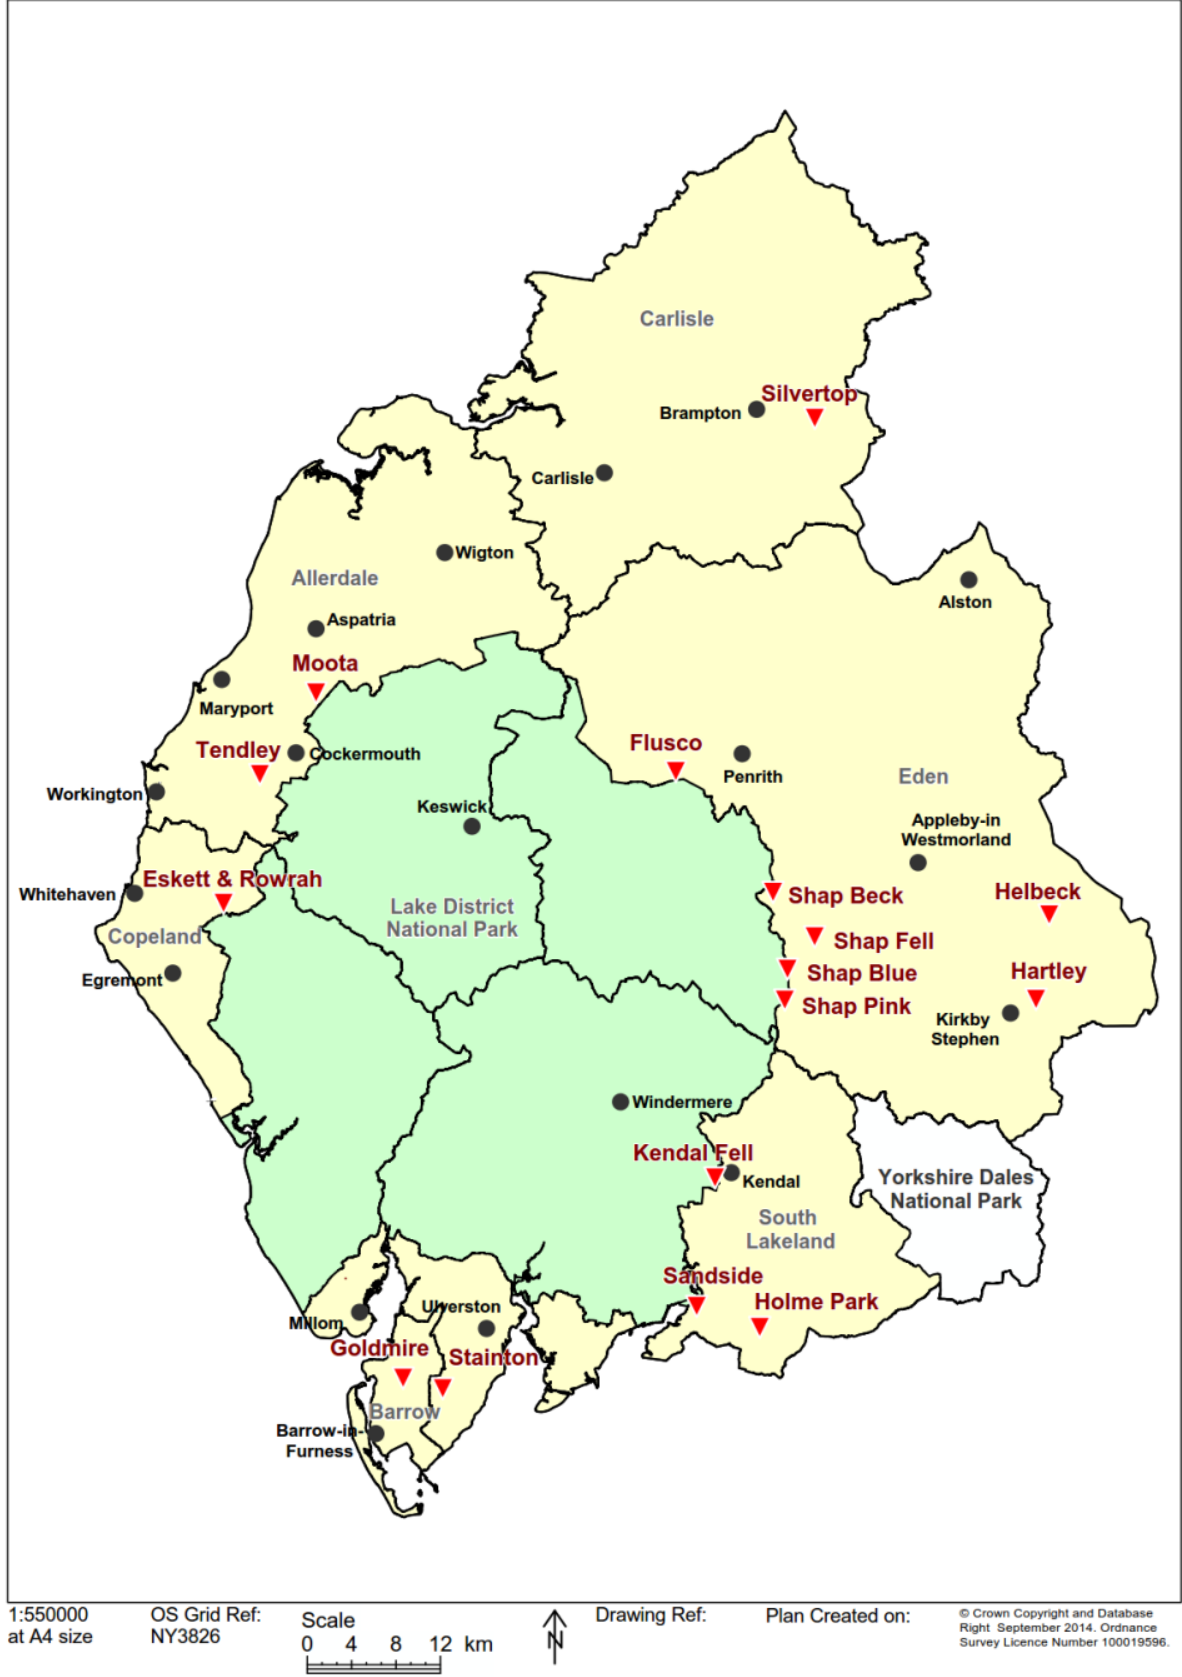 Carlisle
Silvertop
Brampton
Carlisle
Wigton
Allerdale
Alston
Aspatria
Moota
Maryport
Flusco
Tendley
Cockermouth
Penrith
Eden
Workington
Keswick
Appleby-in
Westmorland
Eskett & Rowrah
Whitehaven
Shap Beck
Helbeck
Lake District
National Park
Copeland
Shap Fell
Shap Blue
Hartley
Egremont
Shap Pink
Kirkby
Stephen
Windermere
Kendal Fell
Kendal
Yorkshire Dales
National Park
South
Lakeland
Sandside
Holme Park
Ulverston
Millom
Goldmire
Stainton
Barrow
Barrow-in-
Furness
1:550000
at A4 size
OS Grid Ref:
NY3826
Scale
0 4 8 12 km
N
Drawing Ref:
Plan Created on:
© Crown Copyright and Database
Right September 2014. Ordnance
Survey Licence Number 100019596.